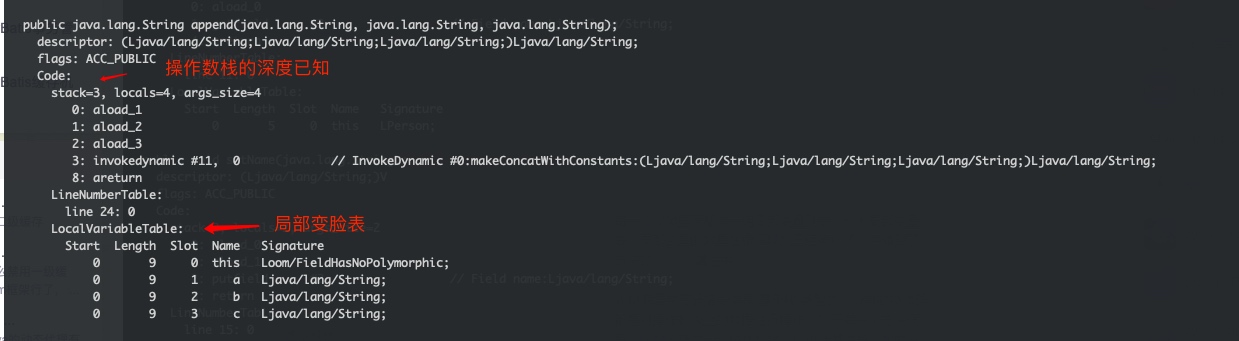 public java.lang.String append(java.lang.String, java.lang.String, java.lang.String);
descriptor: (Ljava/lang/String;Ljava/lang/String;Ljava/lang/String;)Ljava/lang/String;
flags: ACC_PUBLIC
Code:
操作数栈的深度已知
stack=3, locals=4, args_size=4
0: aload_1
1: aload_2
2: aload_3
3: invokedynamic #11,  0 // InvokeDynamic #0:makeConcatWithConstants:(Ljava/lang/String;Ljava/lang/String;Ljava/lang/String;)Ljava/lang/String;
8: areturn
LineNumberTable:
line 24: 0
LocalVariableTable:
局部变脸表
Start  Length  Slot  Name   Signature
0       9     0  this   Loom/FieldHasNoPolymorphic;
0       9     1     a   Ljava/lang/String;
0       9     2     b   Ljava/lang/String;
0       9     3     c   Ljava/lang/String;